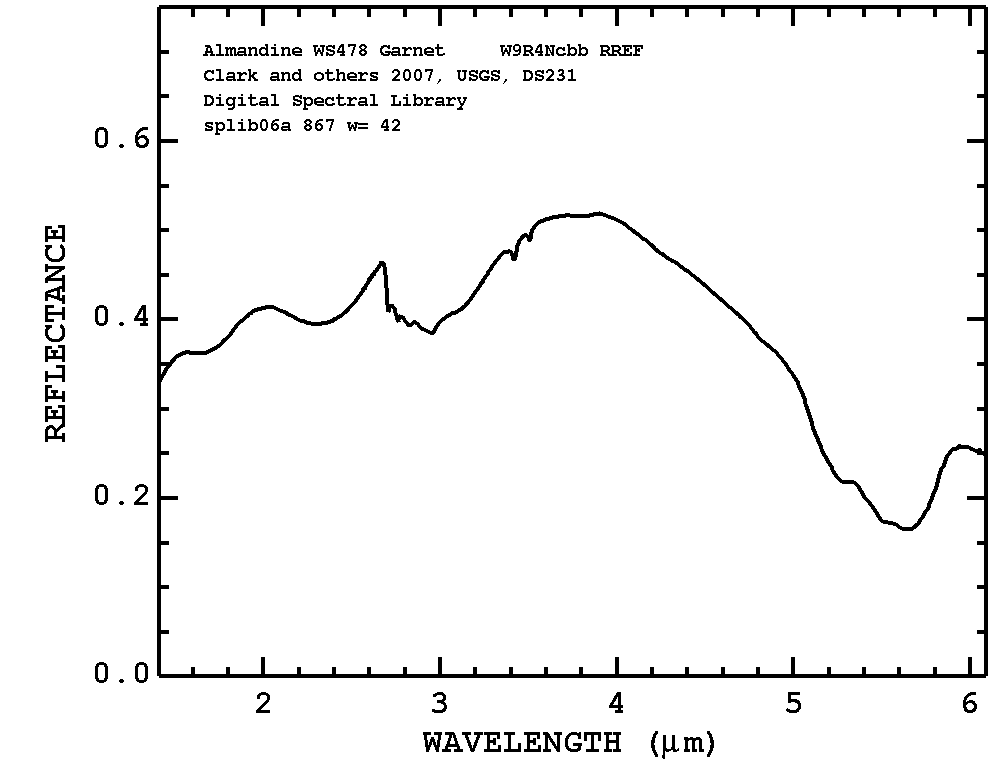 Almandine WS478 Garnet W9R4Ncbb RREF
Clark and others 2007, USGS, DS231
Digital Spectral Library
splib06a 867 w= 42
0.6
0.4
0.2
0.0
REFLECTANCE
2 3 4 5 6
WAVELENGTH (μm)